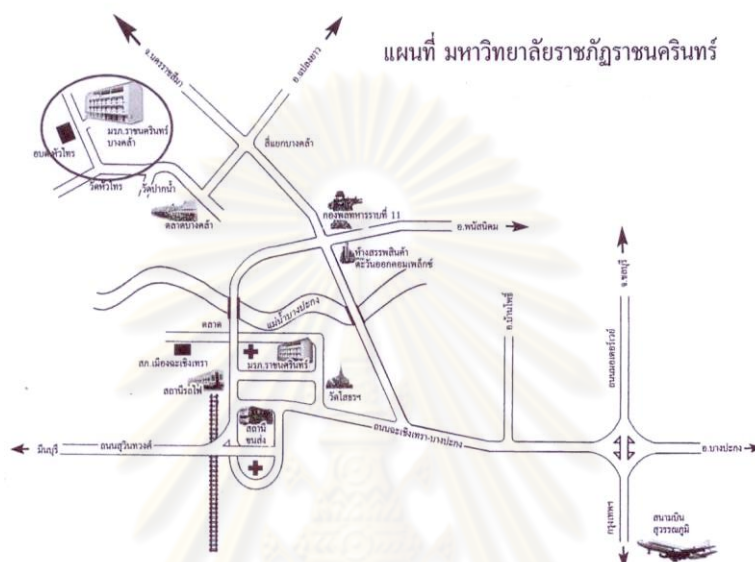 แผนที่ มหาวิทยาลัยราชภัฏราชนครินทร์
จ.นครราชสีมา
อ.แปลงยาว
มรภ.ราชนครินทร์
บางคล้า
อบต.หัวไทร
สี่แยกบางคล้า
วัดหัวไทร
วัดปากน้ำ
ตลาดบางคล้า
กองพลทหารราบที่ 11
อ.พนัสนิคม
ห้างสรรพสินค้า
ตะวันออกคอมเพล็กซ์
จ.ชลบุรี
แม่น้ำบางปะกง
อ.บ้านโพธิ์
ตลาด
ถนนมอเตอร์เวย์
สภ.เมืองฉะเชิงเทรา
มรภ.ราชนครินทร์
สถานีรถไฟ
วัดโสธรฯ
สถานี
ขนส่ง
ถนนฉะเชิงเทรา-บางปะกง
มีนบุรี
ถนนสุวินทวงศ์
อ.บางปะกง
กรุงเทพฯ
สนามบิน
สุวรรณภูมิ